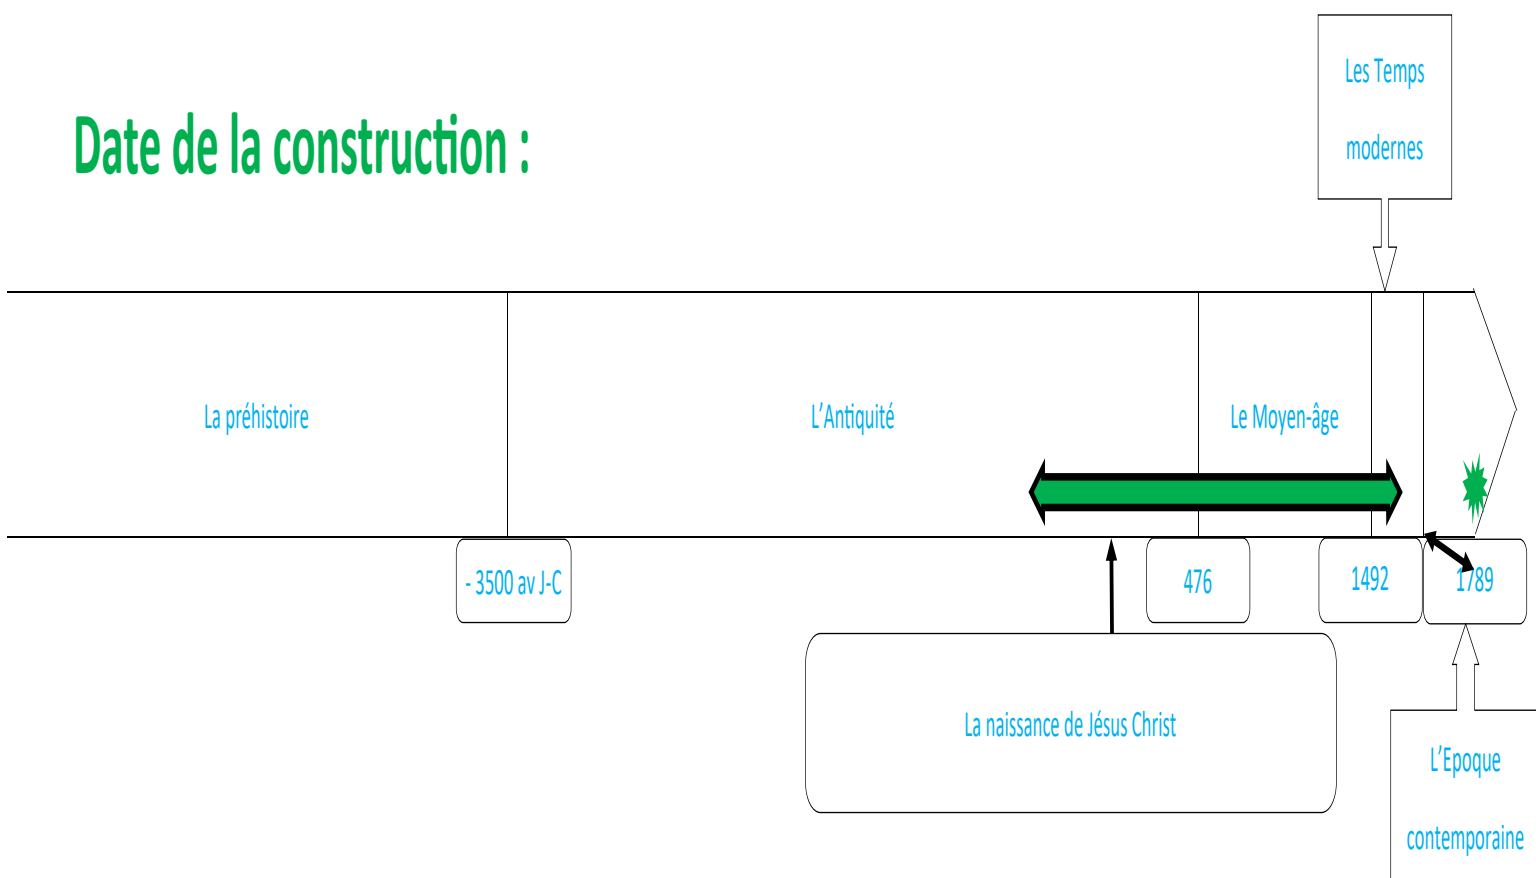 Les Temps
modernes
Date de la construction :
La préhistoire
L’Antiquité
Le Moyen-âge
- 3500 av J-C
476
1492
1789
La naissance de Jésus Christ
L’Epoque
contemporaine